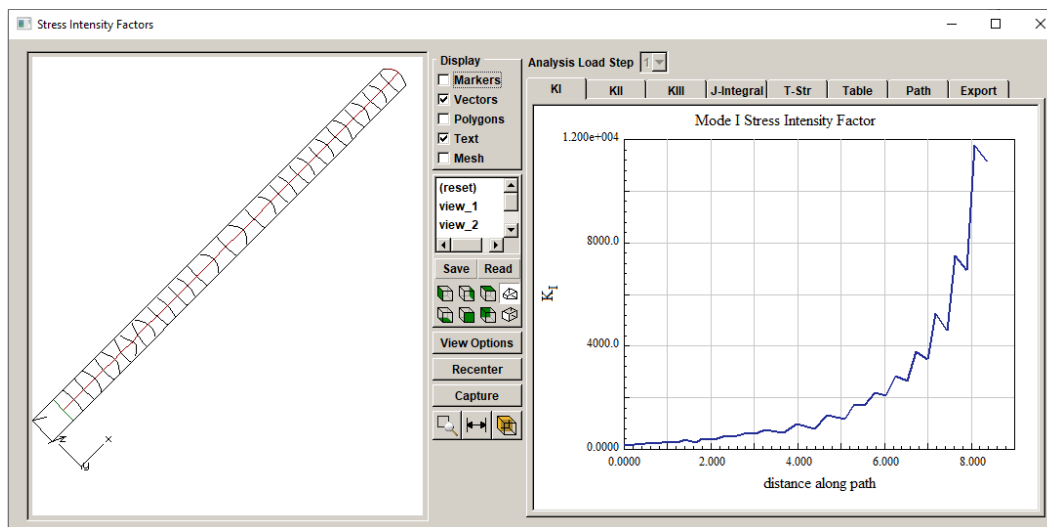 Stress Intensity Factors
z
x
y
Display
Markers
Vectors
Polygons
Text
Mesh
(reset)
view_1
view_2
Save Read
View Options
Recenter
Capture
Analysis Load Step 1
KI KII KIII J-Integral T-Str Table Path Export
Mode I Stress Intensity Factor
1.200e+004
8000.0
4000.0
0.0000
K_I
0.0000 2.000 4.000 6.000 8.000
distance along path